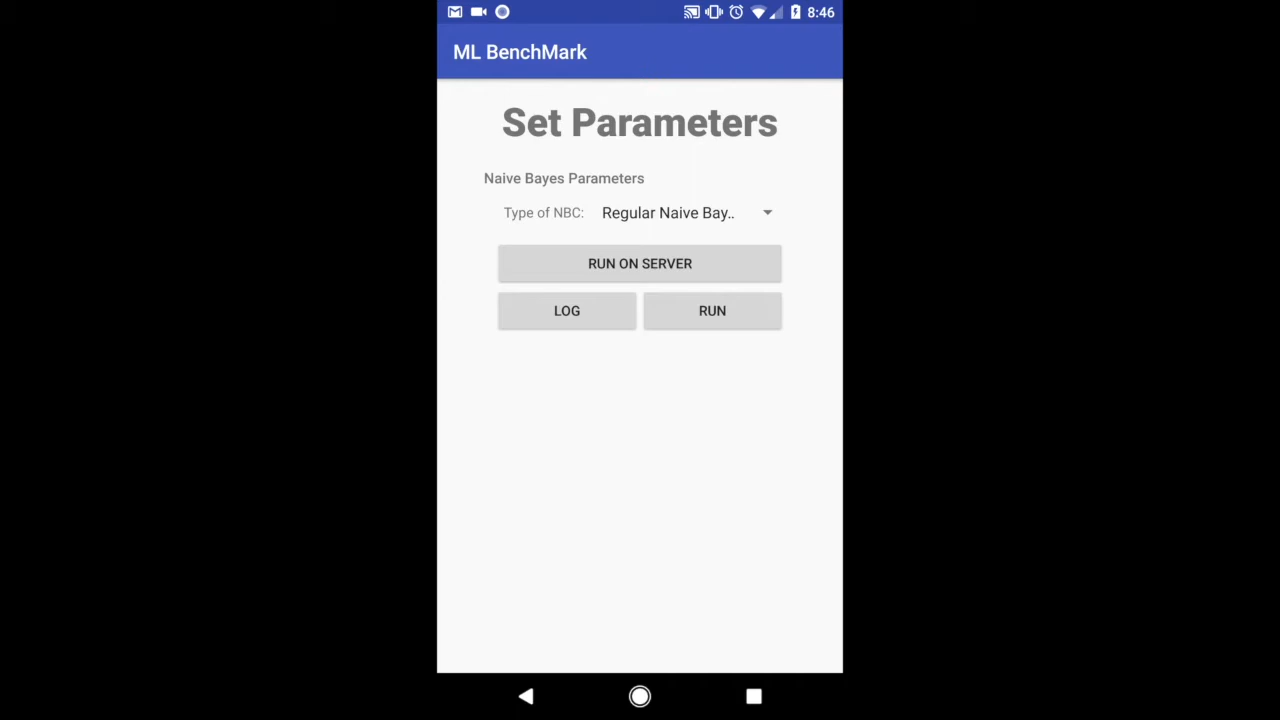 8:46
ML BenchMark
Set Parameters
Naive Bayes Parameters
Type of NBC: Regular Naive Bay..
RUN ON SERVER
LOG RUN